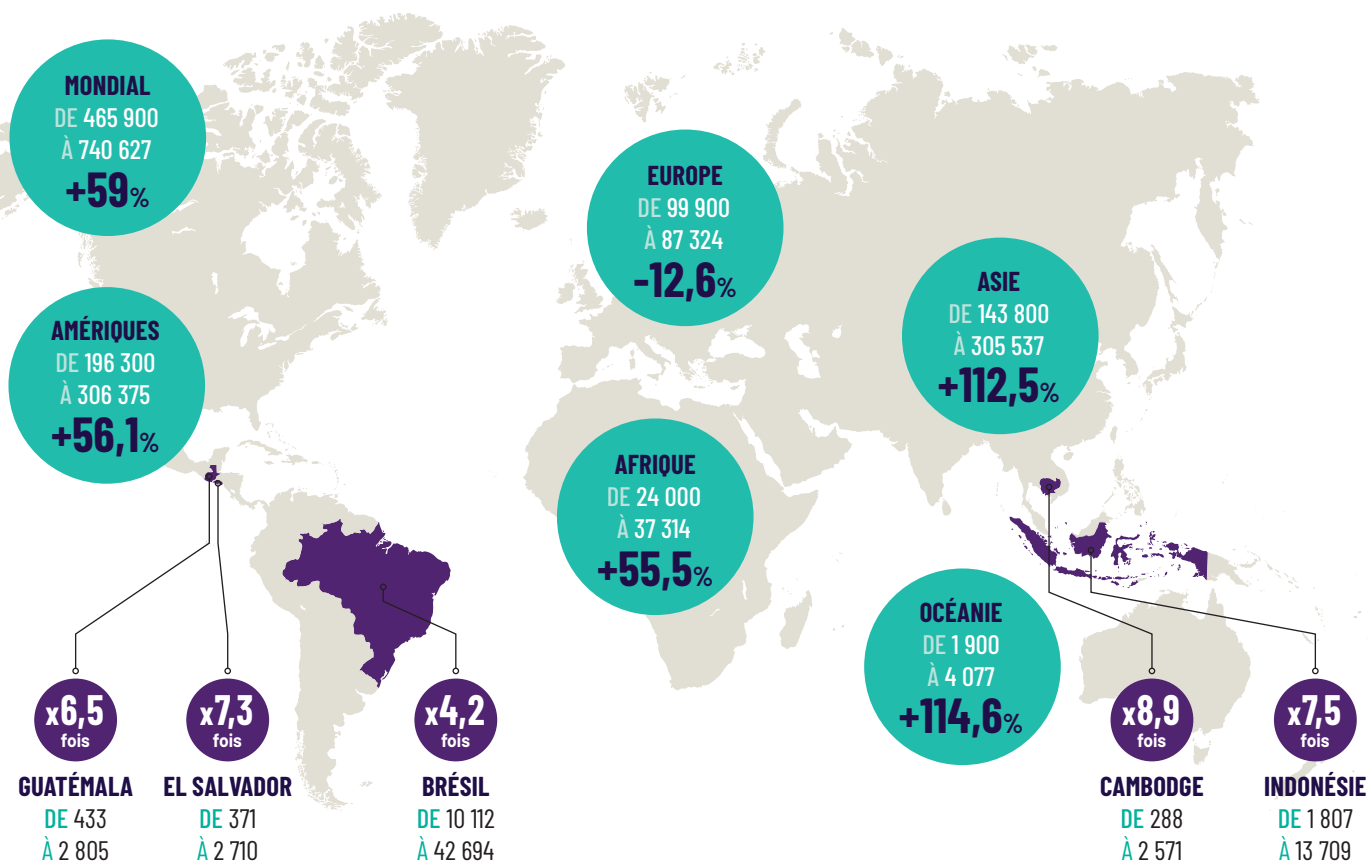 MONDIAL
DE 465 900
À 740 627
+59%
AMÉRIQUES
DE 196 300
À 306 375
+56,1%
EUROPE
DE 99 900
À 87 324
-12,6%
ASIE
DE 143 800
À 305 537
+112,5%
AFRIQUE
DE 24 000
À 37 314
+55,5%
OCÉANIE
DE 1 900
À 4 077
+114,6%
x6,5
fois
GUATÉMALA
DE 433
À 2 805
x7,3
fois
EL SALVADOR
DE 371
À 2 710
x4,2
fois
BRÉSIL
DE 10 112
À 42 694
x8,9
fois
CAMBODGE
DE 288
À 2 571
x7,5
fois
INDONÉSIE
DE 1 807
À 13 709